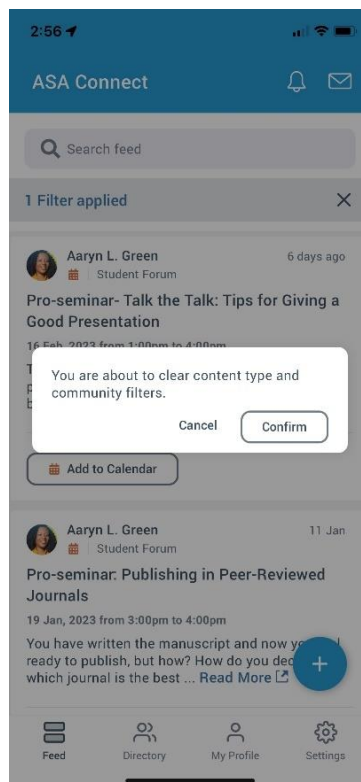 2:56
ASA Connect
Search feed
1 Filter applied
Aaryn L. Green
6 days ago
Student Forum
Pro-seminar- Talk the Talk: Tips for Giving a
Good Presentation
16 Feb, 2023 from 1:00pm to 4:00pm
You are about to clear content type and
community filters.
Cancel
Confirm
Add to Calendar
Aaryn L. Green
11 Jan
Student Forum
Pro-seminar: Publishing in Peer-Reviewed
Journals
19 Jan, 2023 from 3:00pm to 4:00pm
You have written the manuscript and now
ready to publish, but how? How do you
which journal is the best ... Read More
Feed
Directory
My Profile
Settings